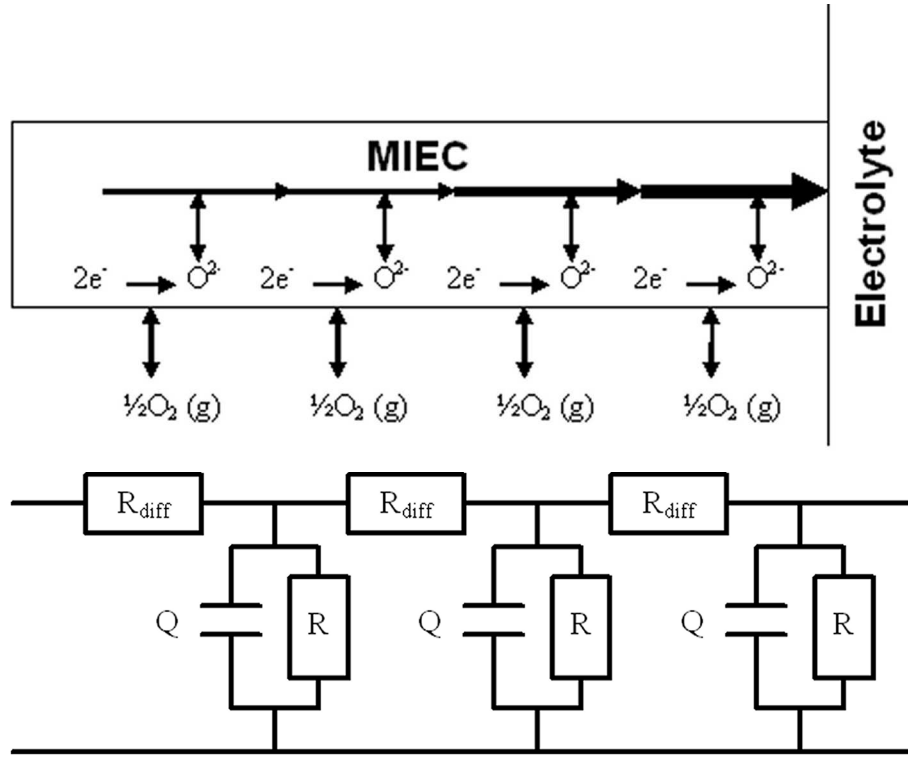 MIEC
Electrolyte
2e⁻ O²⁻ 2e⁻ O²⁻ 2e⁻ O²⁻ 2e⁻ O²⁻
½O₂ (g) ½O₂ (g) ½O₂ (g) ½O₂ (g)
R_diff R_diff R_diff
Q R Q R Q R